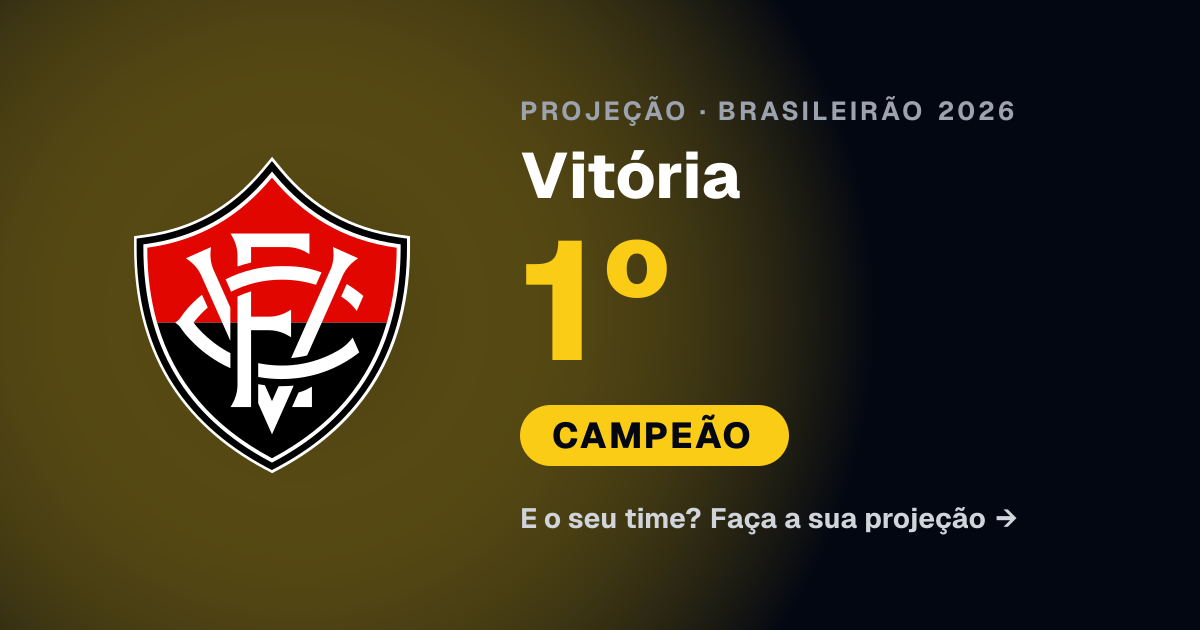 PROJEÇÃO · BRASILEIRÃO 2026
Vitória
1º
CAMPEÃO
E o seu time? Faça a sua projeção →